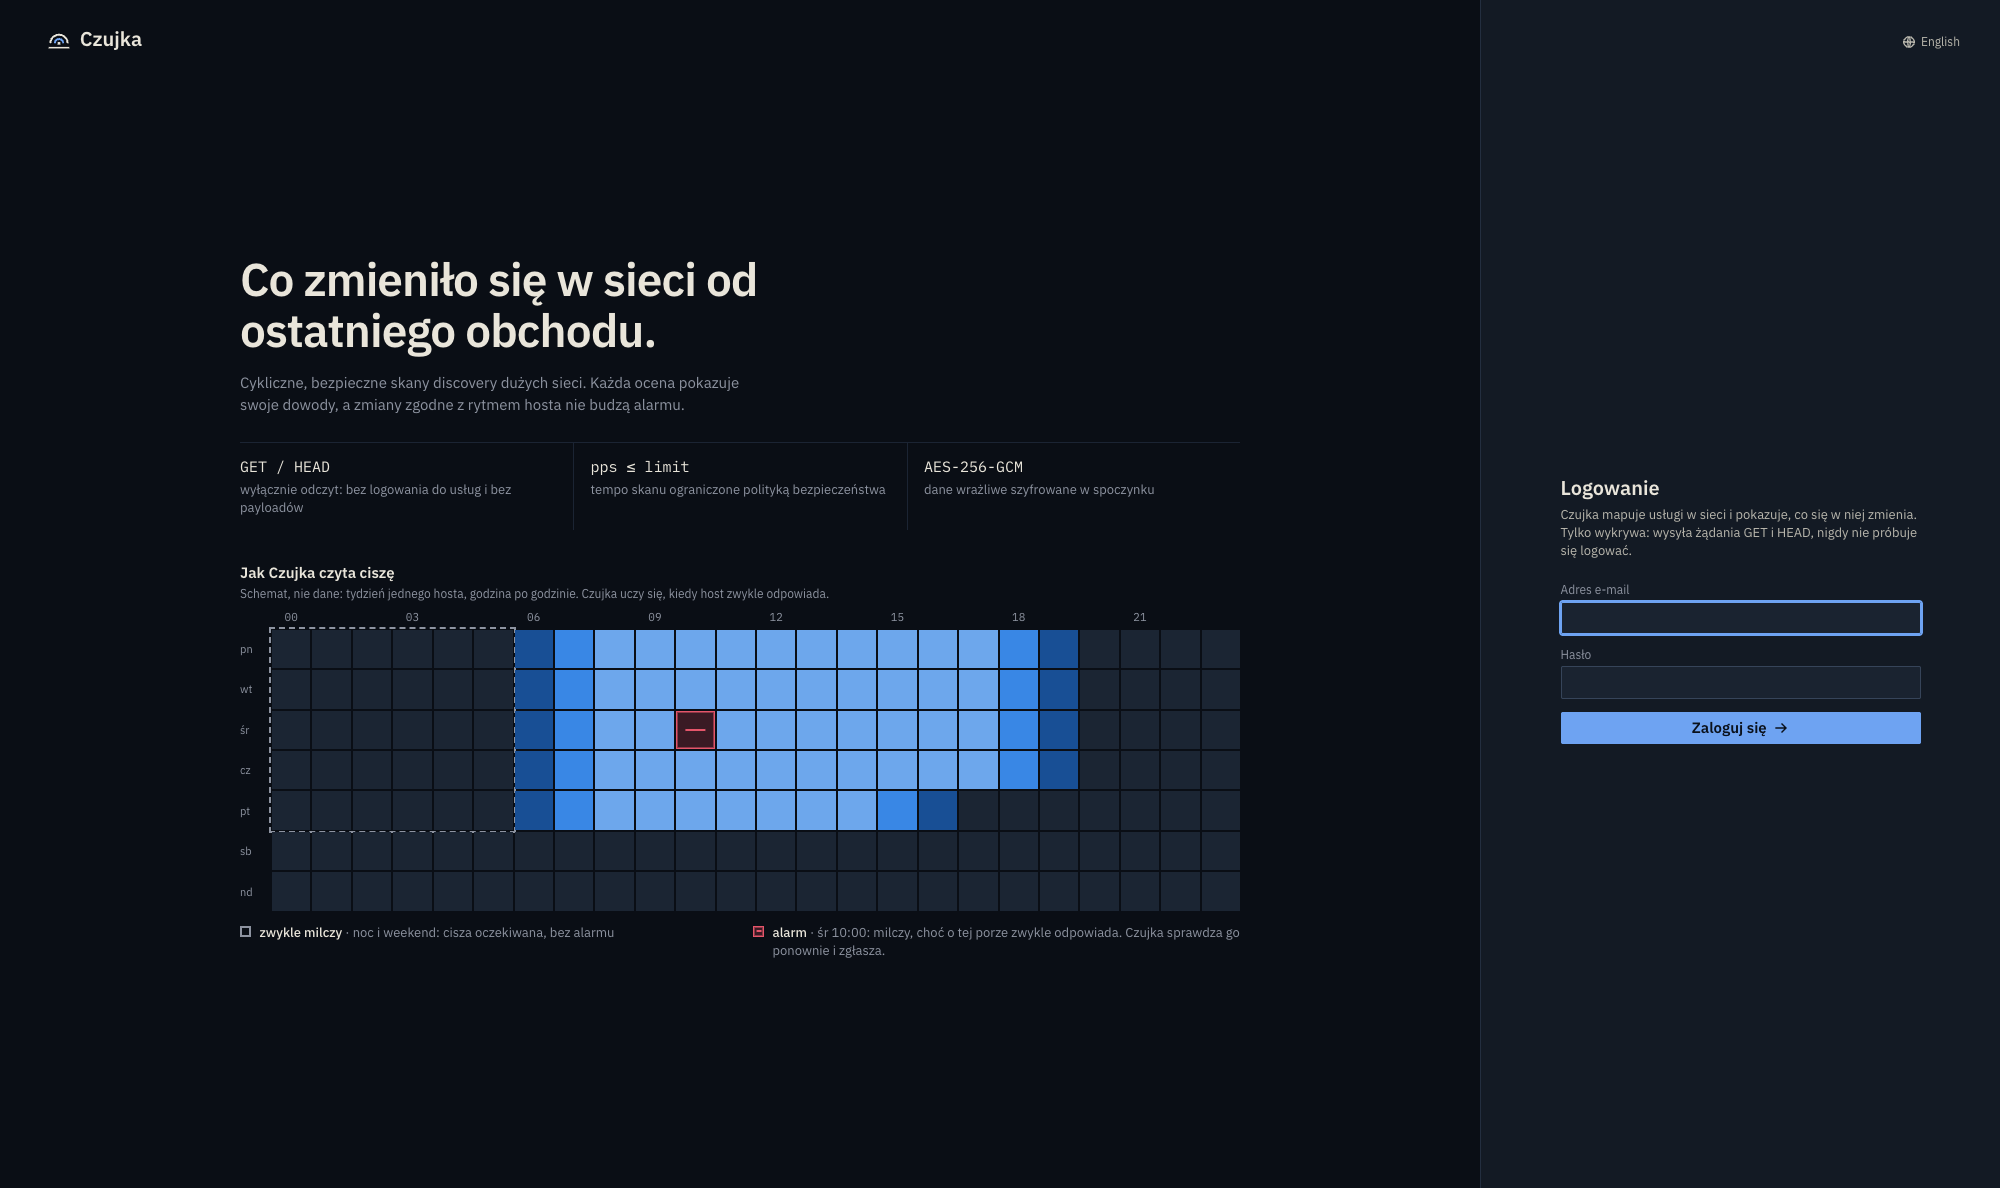 Czujka
English
Co zmieniło się w sieci od
ostatniego obchodu.
Cykliczne, bezpieczne skany discovery dużych sieci. Każda ocena pokazuje
swoje dowody, a zmiany zgodne z rytmem hosta nie budzą alarmu.
GET / HEAD
wyłącznie odczyt: bez logowania do usług i bez
payloadów
pps ≤ limit
tempo skanu ograniczone polityką bezpieczeństwa
AES-256-GCM
dane wrażliwe szyfrowane w spoczynku
Jak Czujka czyta ciszę
Schemat, nie dane: tydzień jednego hosta, godzina po godzinie. Czujka uczy się, kiedy host zwykle odpowiada.
00 03 06 09 12 15 18 21
pn
wt
śr
cz
pt
sb
nd
zwykle milczy · noc i weekend: cisza oczekiwana, bez alarmu
alarm · śr 10:00: milczy, choć o tej porze zwykle odpowiada. Czujka sprawdza go
ponownie i zgłasza.
Logowanie
Czujka mapuje usługi w sieci i pokazuje, co się w niej zmienia.
Tylko wykrywa: wysyła żądania GET i HEAD, nigdy nie próbuje
się logować.
Adres e-mail
Hasło
Zaloguj się →